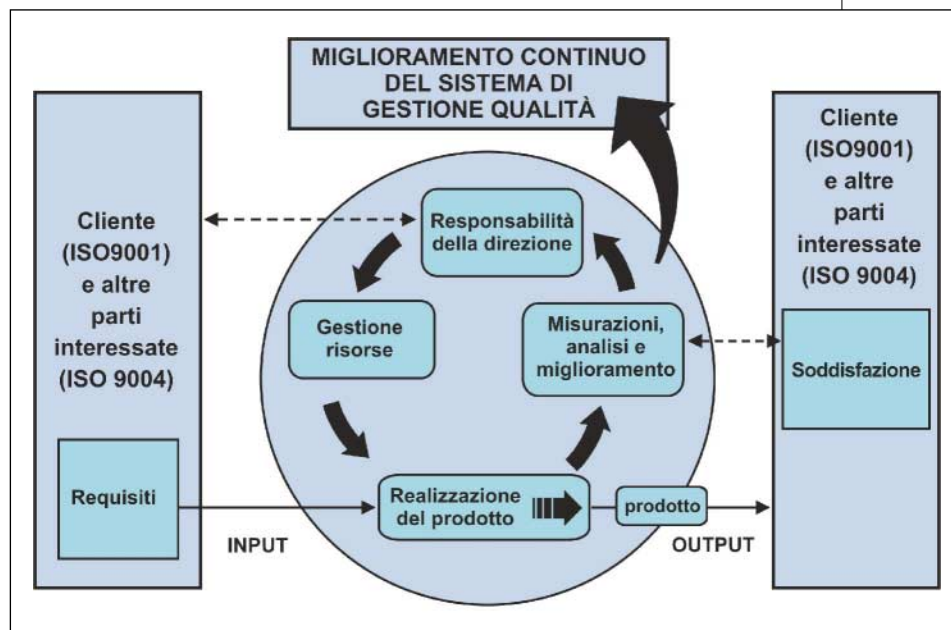 MIGLIORAMENTO CONTINUO
DEL SISTEMA DI
GESTIONE QUALITÀ
Cliente
(ISO9001)
e altre
parti
interessate
(ISO 9004)
Requisiti
INPUT
Responsabilità
della direzione
Gestione
risorse
Misurazioni,
analisi e
miglioramento
Realizzazione
del prodotto
prodotto
OUTPUT
Cliente
(ISO9001)
e altre
parti
interessate
(ISO 9004)
Soddisfazione